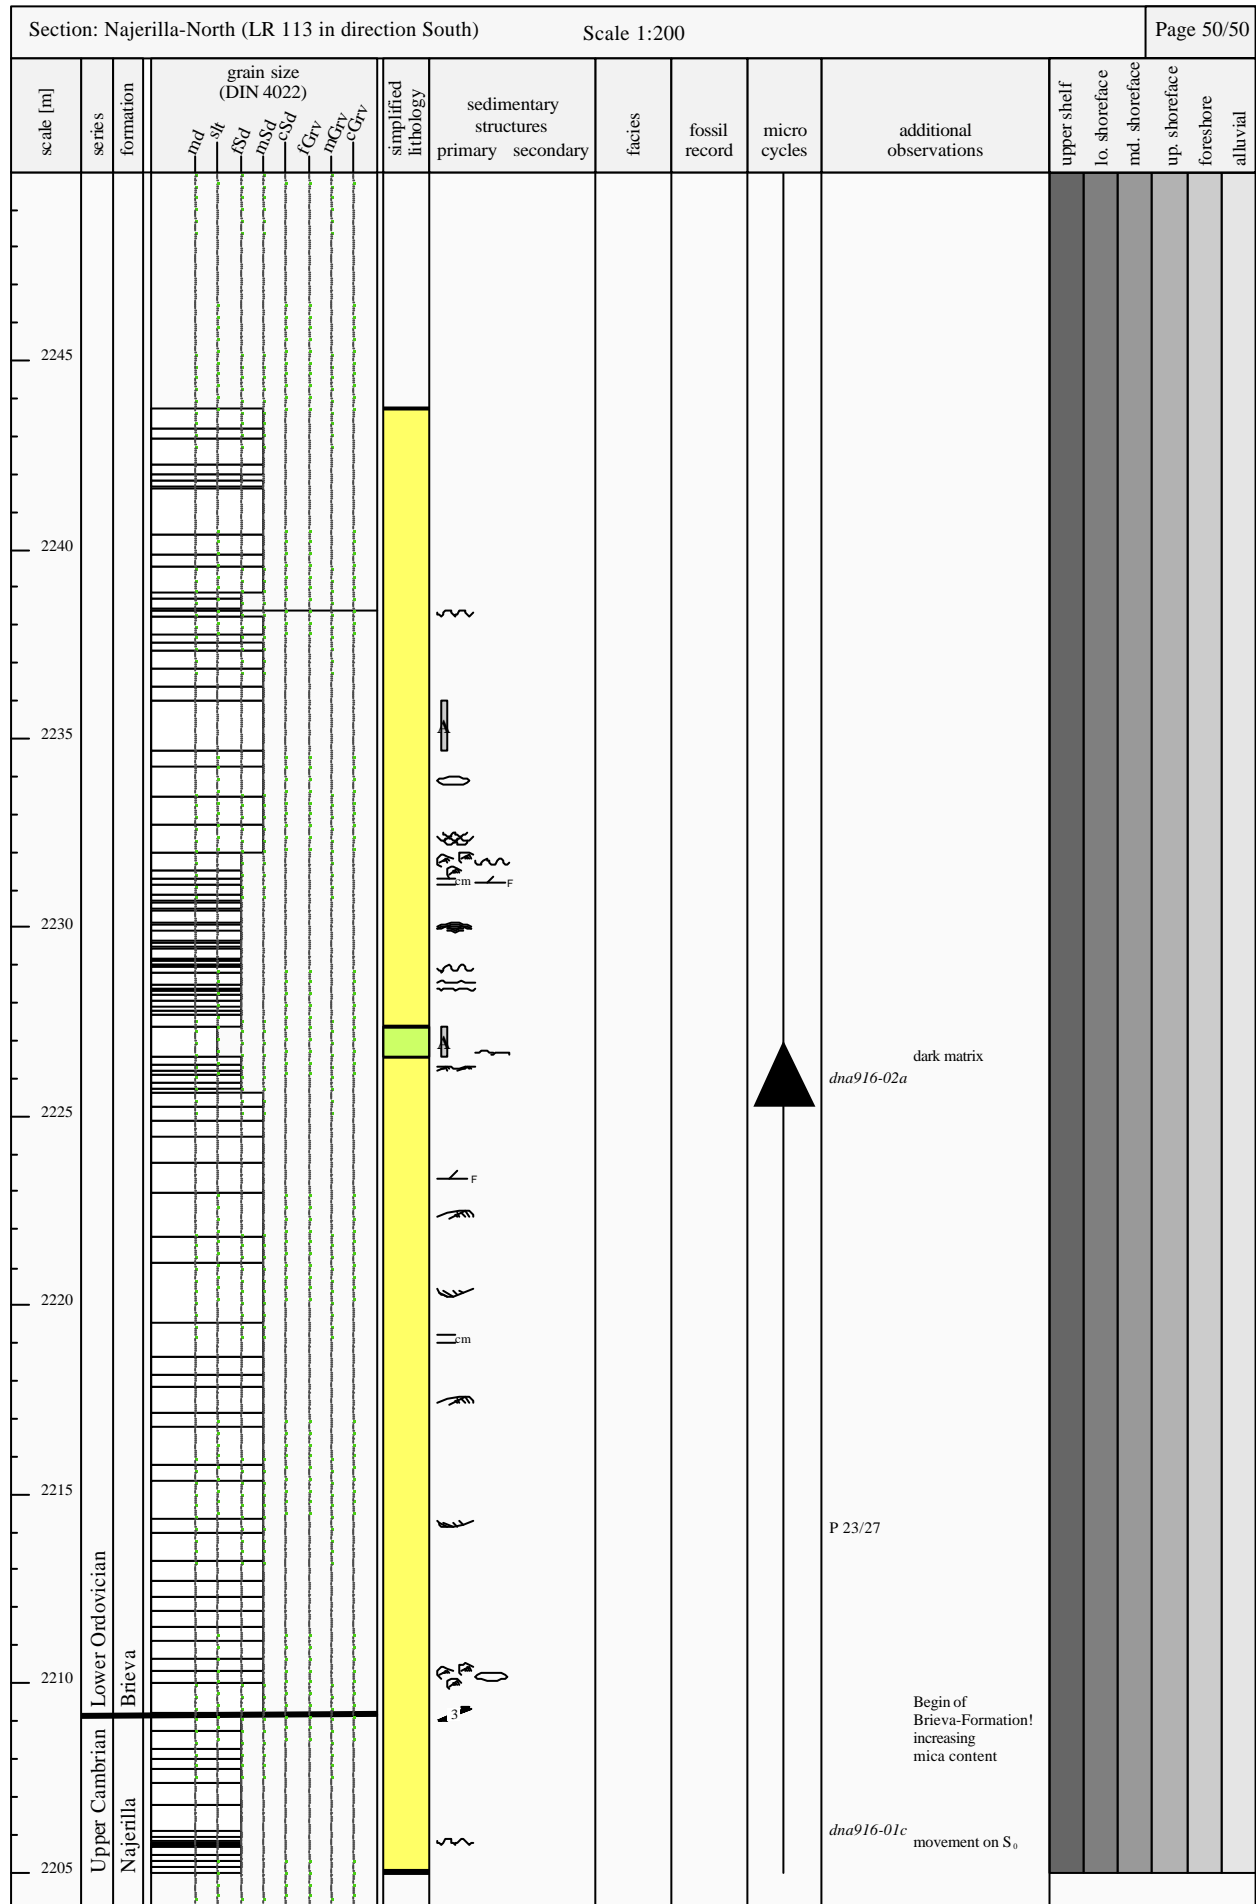 Section: Najerilla-North (LR 113 in direction South)
Scale 1:200
Page 50/50
scale [m]
series
formation
grain size
(DIN 4022)
md
slt
fSd
mSd
cSd
fGrv
mGrv
cGrv
simplified
lithology
sedimentary
structures
primary secondary
facies
fossil
record
micro
cycles
additional
observations
upper shelf
lo. shoreface
md. shoreface
up. shoreface
foreshore
alluvial
2245
2240
2235
A
cm F
2230
A
dark matrix
dna916-02a
2225
F
2220
cm
2215
P 23/27
Lower Ordovician
Brieva
2210
3
Begin of
Brieva-Formation!
increasing
mica content
Upper Cambrian
Najerilla
dna916-01c
movement on S₀
2205